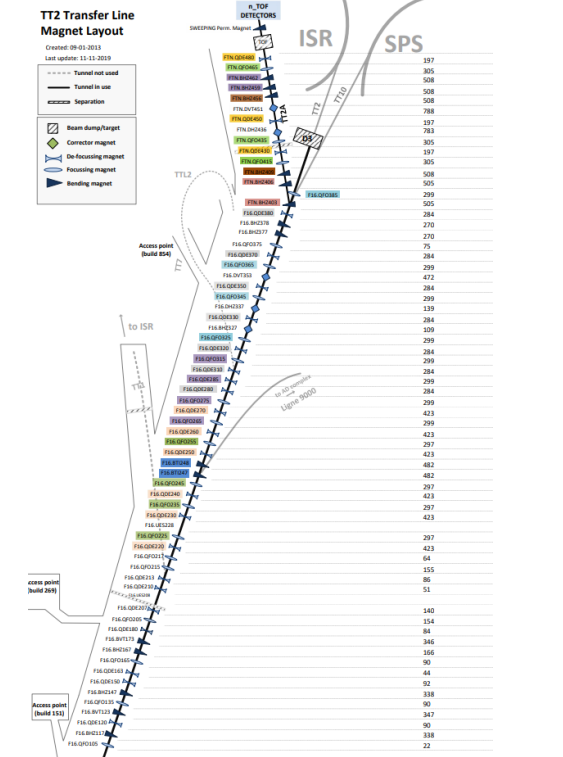 TT2 Transfer Line
Magnet Layout
Created: 09-01-2013
Last update: 11-11-2019
Tunnel not used
Tunnel in use
Separation
Beam dump/target
Corrector magnet
De-focussing magnet
Focussing magnet
Bending magnet
n_TOF
DETECTORS
SWEEPING Perm. Magnet
TOF
ISR
SPS
TT2A
TT2
TT10
D3
TTL2
TT7
Access point
(build 854)
to ISR
TT1
to AD complex
Ligne 9000
ccess point
(build 269)
Access point
(build 151)
FTN.QDE480 197
FTN.QFO465 305
FTN.BHZ462 508
FTN.BHZ459 508
FTN.BHZ456 508
FTN.DVT451 788
FTN.QDE450 197
FTN.DHZ436 783
FTN.QFO435 305
FTN.QDE430 197
FTN.QFO415 305
508
FTN.BHZ406 505
F16.QFO385 299
FTN.BHZ403 505
F16.QDE380 284
F16.BHZ378 270
F16.BHZ377 270
F16.QFO375 75
F16.QDE370 284
F16.QFO365 299
F16.DVT353 472
F16.QDE350 284
F16.QFO345 299
F16.DHZ337 139
F16.QDE330 284
F16.BHZ327 109
F16.QFO325 299
F16.QDE320 284
F16.QFO315 299
F16.QDE310 284
F16.QDE285 299
F16.QDE280 284
F16.QFO275 299
F16.QDE270 423
F16.QFO265 299
F16.QDE260 423
F16.QFO255 297
F16.QDE250 423
F16.BTI248 482
F16.BTI247 482
F16.QFO245 297
F16.QDE240 423
F16.QFO235 297
F16.QDE230 423
F16.UES228
F16.QFO225 297
F16.QDE220 423
F16.QFO217 64
F16.QFO215 155
F16.QDE213 86
F16.QDE210 51
F16.QDE207 140
F16.QFO205 154
F16.QDE180 84
F16.BVT173 346
F16.BHZ167 166
F16.QFO165 90
F16.QDE163 44
F16.QDE150 92
F16.BHZ147 338
F16.QFO135 90
F16.BVT123 347
F16.QDE120 90
F16.BHZ117 338
F16.QFO105 22